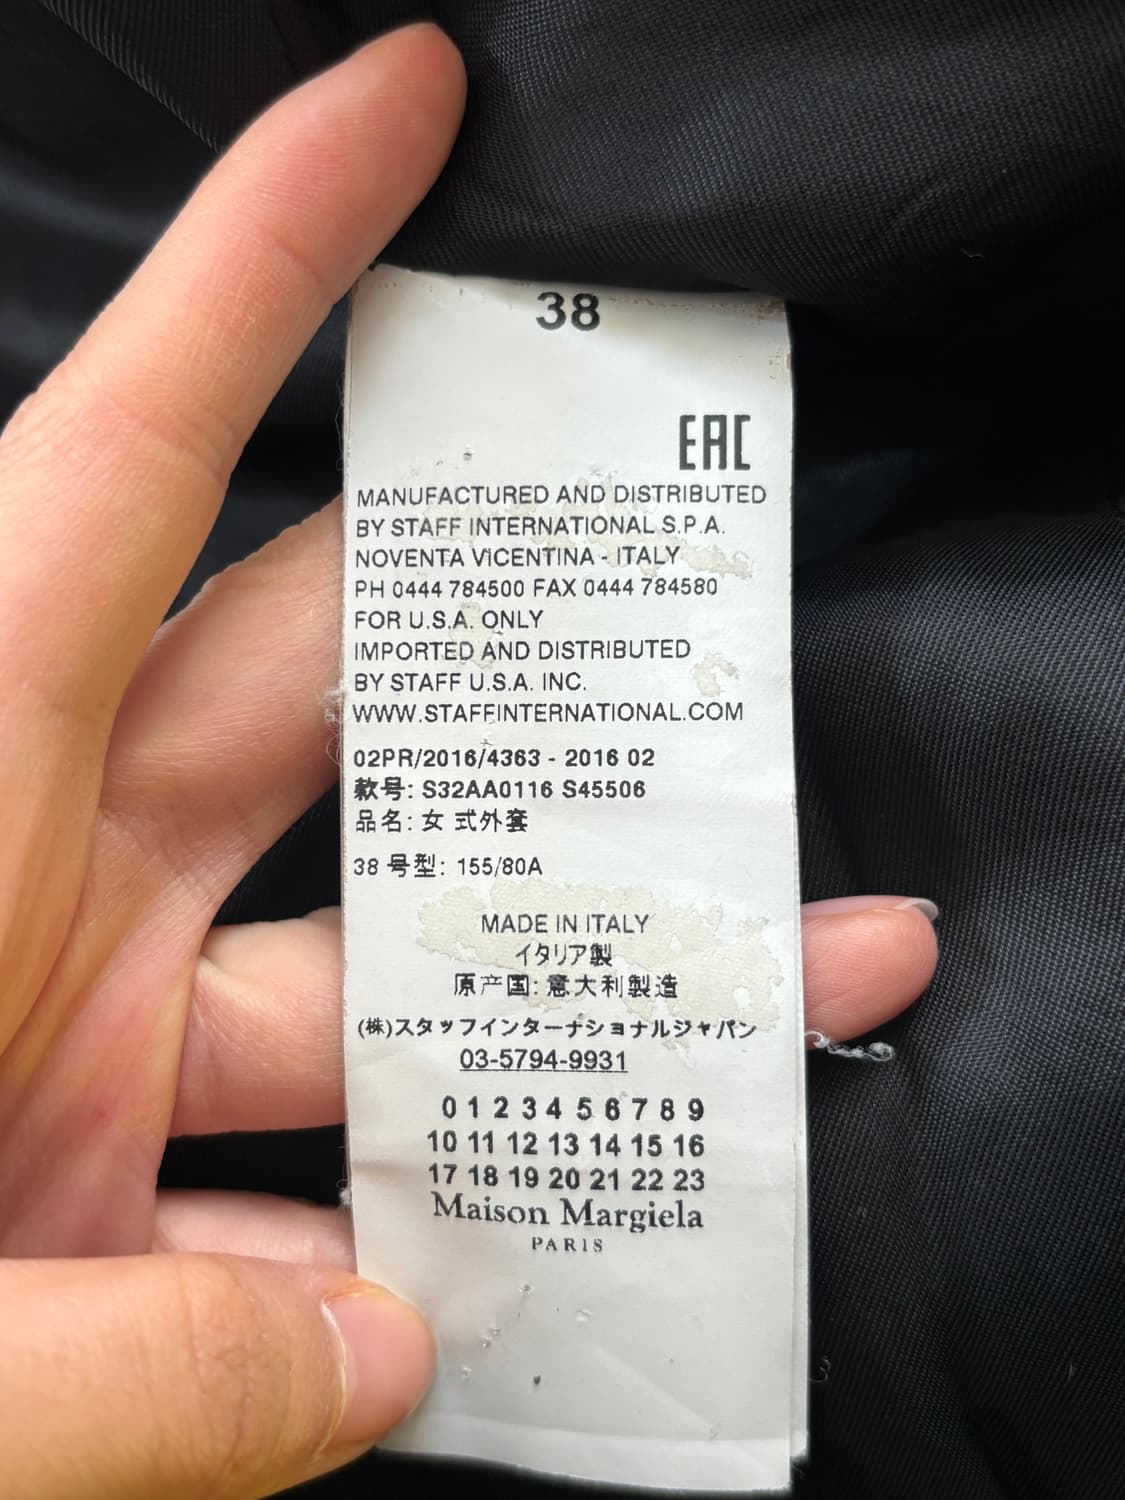 38
EAC
MANUFACTURED AND DISTRIBUTED
BY STAFF INTERNATIONAL S.P.A.
NOVENTA VICENTINA - ITALY
PH 0444 784500 FAX 0444 784580
FOR U.S.A. ONLY
IMPORTED AND DISTRIBUTED
BY STAFF U.S.A. INC.
WWW.STAFFINTERNATIONAL.COM
02PR/2016/4363 - 2016 02
款号: S32AA0116 S45506
品名: 女 式外套
38 号型: 155/80A
MADE IN ITALY
イタリア製
原产国: 意大利製造
(株)スタッフインターナショナルジャパン
03-5794-9931
0 1 2 3 4 5 6 7 8 9
10 11 12 13 14 15 16
17 18 19 20 21 22 23
Maison Margiela
PARIS